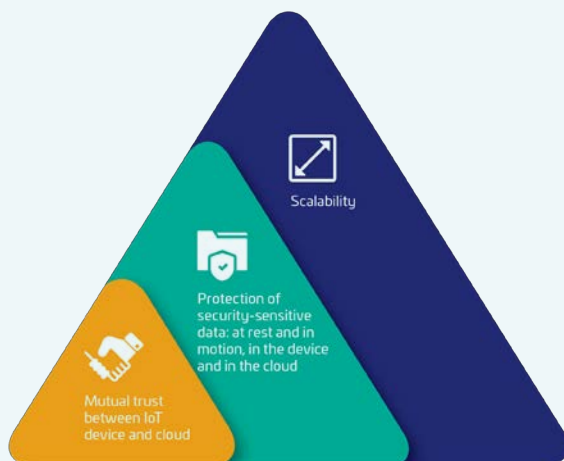 Scalability
Protection of
security-sensitive
data: at rest and in
motion, in the device
and in the cloud
Mutual trust
between IoT
device and cloud